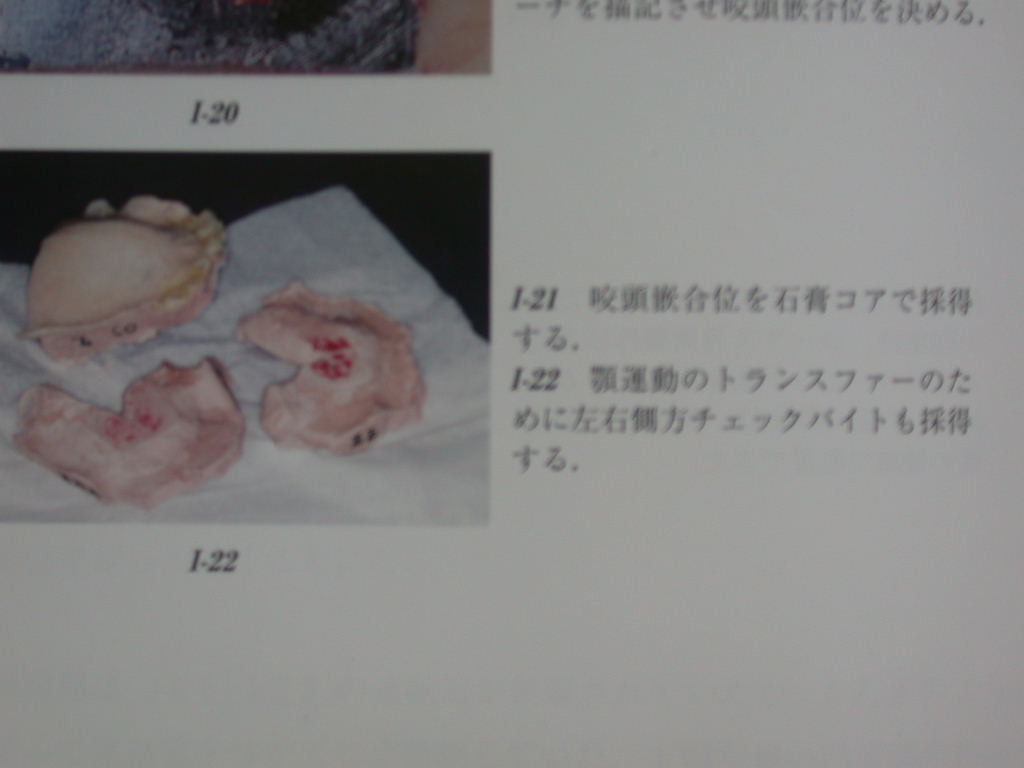 ーチを描記させ咬頭嵌合位を決める．
I-20
I-21　咬頭嵌合位を石膏コアで採得
する．
I-22　顎運動のトランスファーのた
めに左右側方チェックバイトも採得
する．
I-22